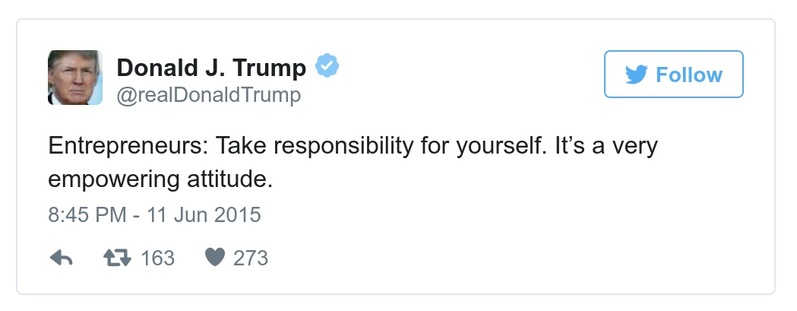 Donald J. Trump
@realDonaldTrump
Follow
Entrepreneurs: Take responsibility for yourself. It’s a very
empowering attitude.
8:45 PM - 11 Jun 2015
163 273